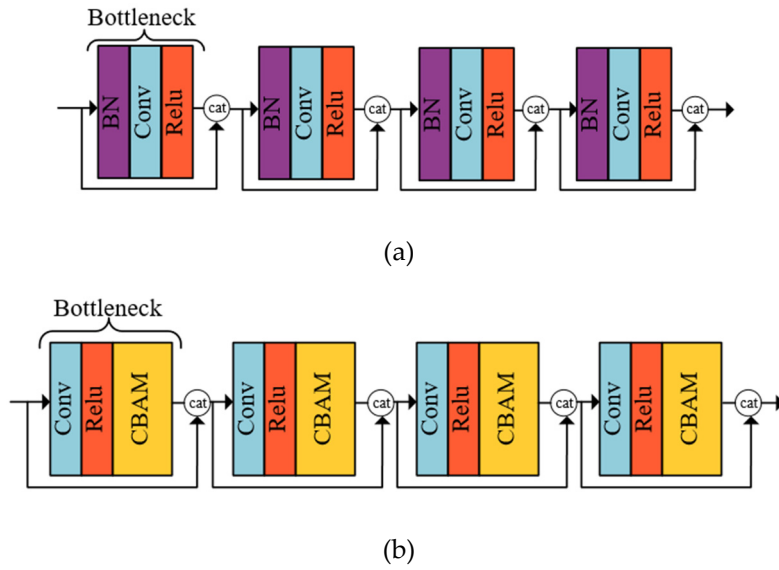 Bottleneck
BN Conv Relu cat BN Conv Relu cat BN Conv Relu cat BN Conv Relu cat
(a)
Bottleneck
Conv Relu CBAM cat Conv Relu CBAM cat Conv Relu CBAM cat Conv Relu CBAM cat
(b)